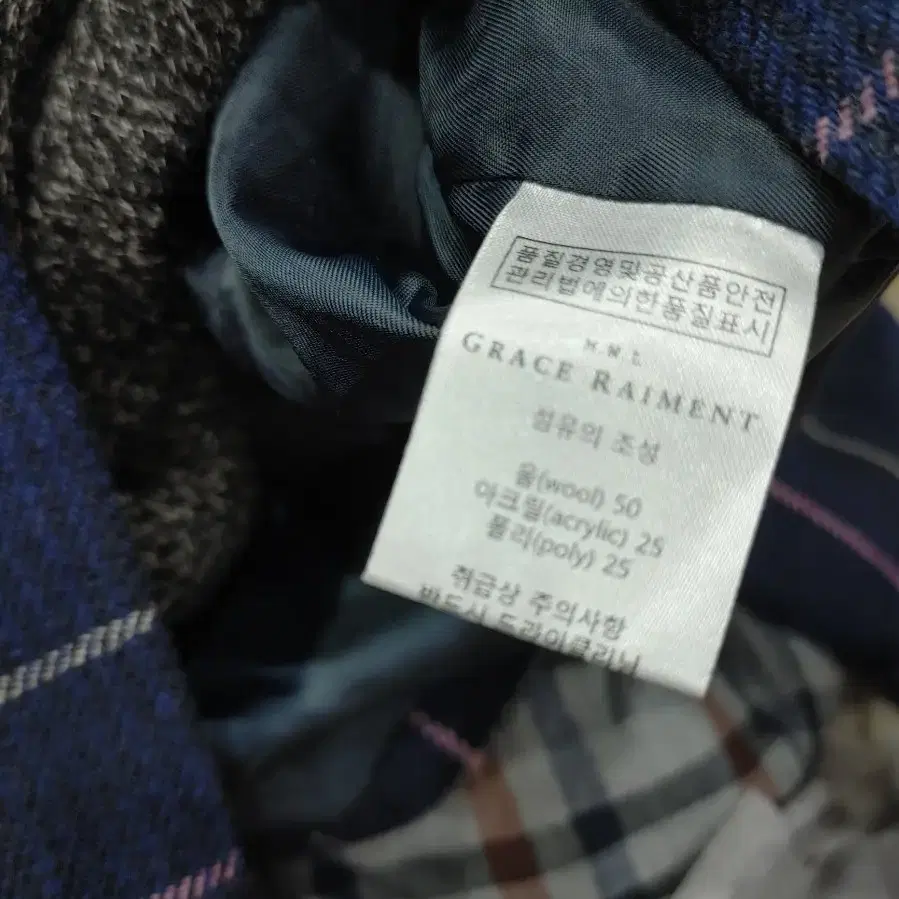 품질경영및공산품안전
관리법에의한품질표시
GRACE RAIMENT
섬유의 조성
울(wool) 50
아크릴(acrylic) 25
폴리(poly) 25
취급상 주의사항
반드시 드라이클리닝